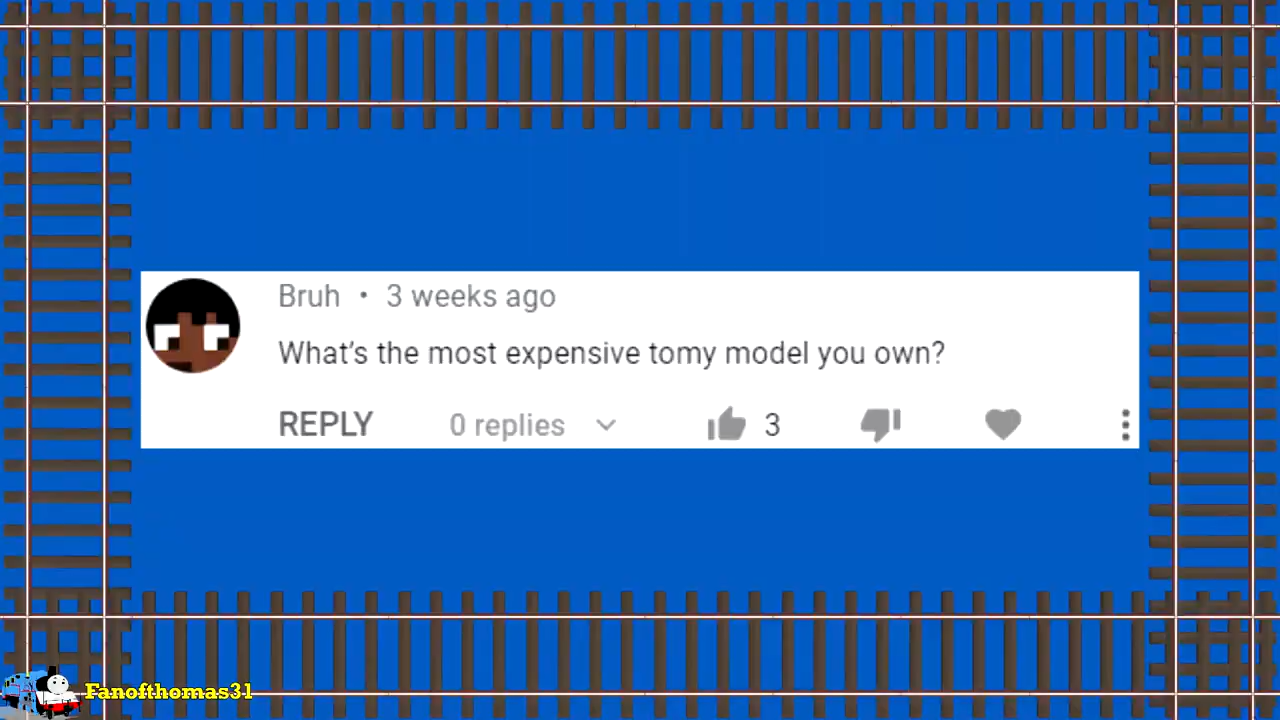 Bruh • 3 weeks ago
What's the most expensive tomy model you own?
REPLY 0 replies 3
Fanofthomas31